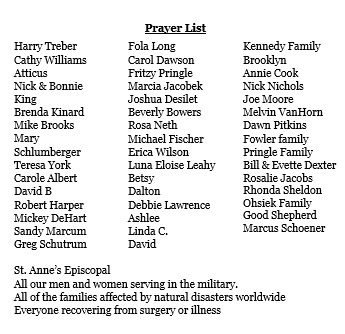 Prayer List
Harry Treber
Cathy Williams
Atticus
Nick & Bonnie
King
Brenda Kinard
Mike Brooks
Mary
Schlumberger
Teresa York
Carole Albert
David B
Robert Harper
Mickey DeHart
Sandy Marcum
Greg Schutrum
Fola Long
Carol Dawson
Fritzy Pringle
Marcia Jacobek
Joshua Desilet
Beverly Bowers
Rosa Neth
Michael Fischer
Erica Wilson
Luna Eloise Leahy
Betsy
Dalton
Debbie Lawrence
Ashlee
Linda C.
David
Kennedy Family
Brooklyn
Annie Cook
Nick Nichols
Joe Moore
Melvin VanHorn
Dawn Pitkins
Fowler family
Pringle Family
Bill & Evette Dexter
Rosalie Jacobs
Rhonda Sheldon
Ohsiek Family
Good Shepherd
Marcus Schoener
St. Anne's Episcopal
All our men and women serving in the military.
All of the families affected by natural disasters worldwide
Everyone recovering from surgery or illness